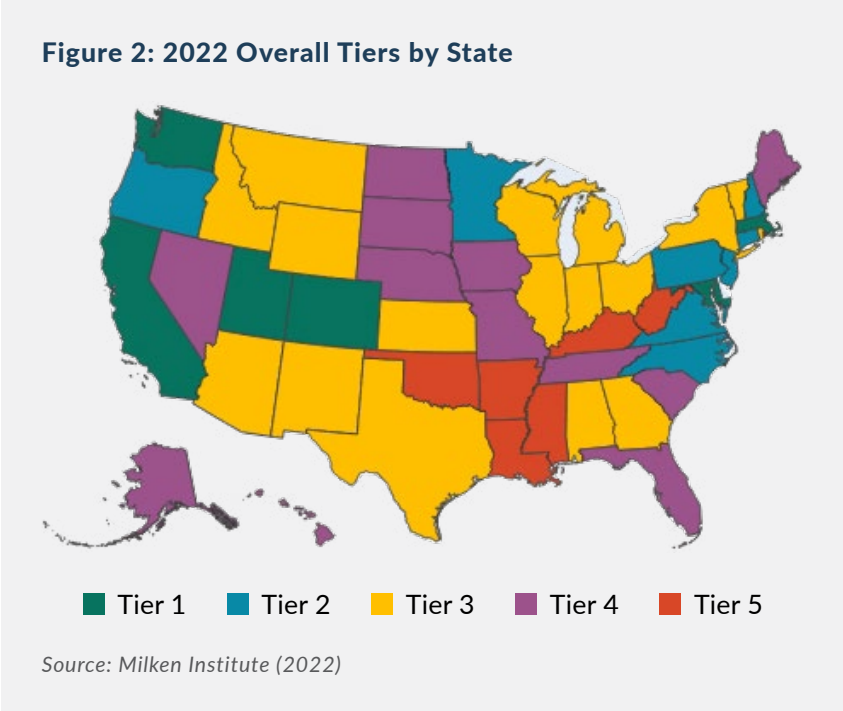 Figure 2: 2022 Overall Tiers by State
Tier 1 Tier 2 Tier 3 Tier 4 Tier 5
Source: Milken Institute (2022)